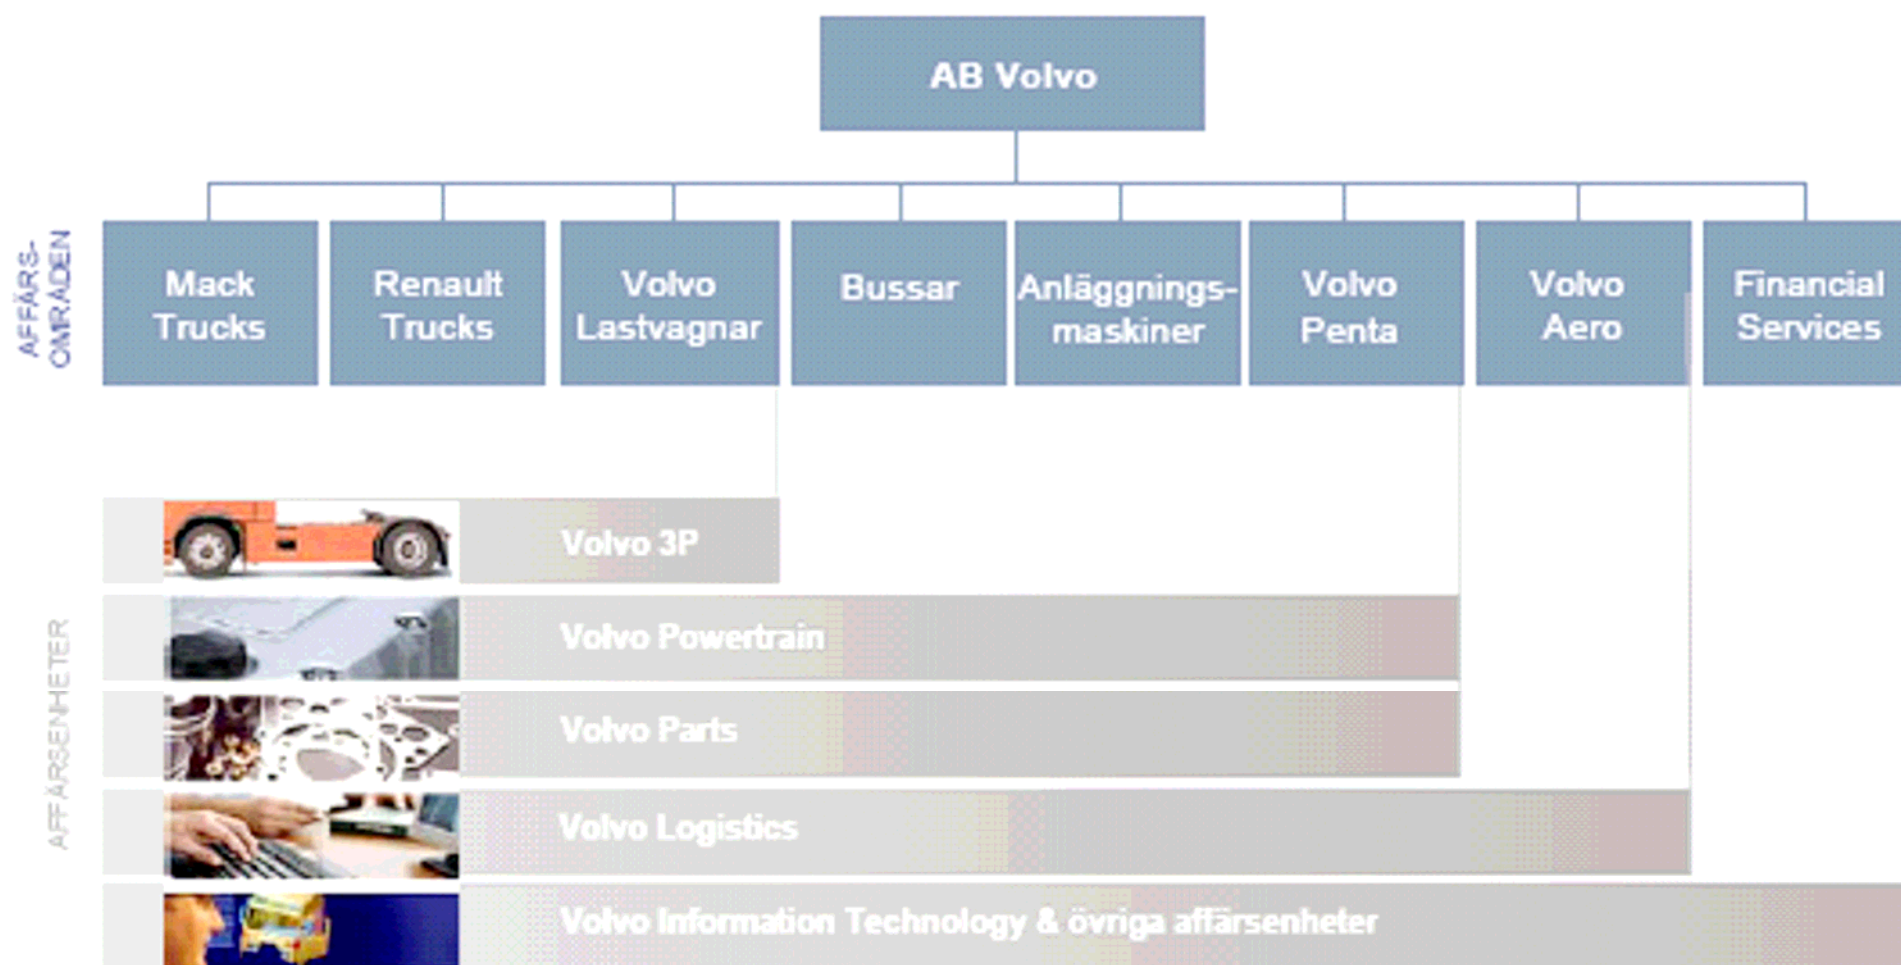 AB Volvo
AFFÄRS-
OMRÅDEN
Mack
Trucks
Renault
Trucks
Volvo
Lastvagnar
Bussar
Anläggnings-
maskiner
Volvo
Penta
Volvo
Aero
Financial
Services
AFFÄRSENHETER
Volvo 3P
Volvo Powertrain
Volvo Parts
Volvo Logistics
Volvo Information Technology & övriga affärsenheter